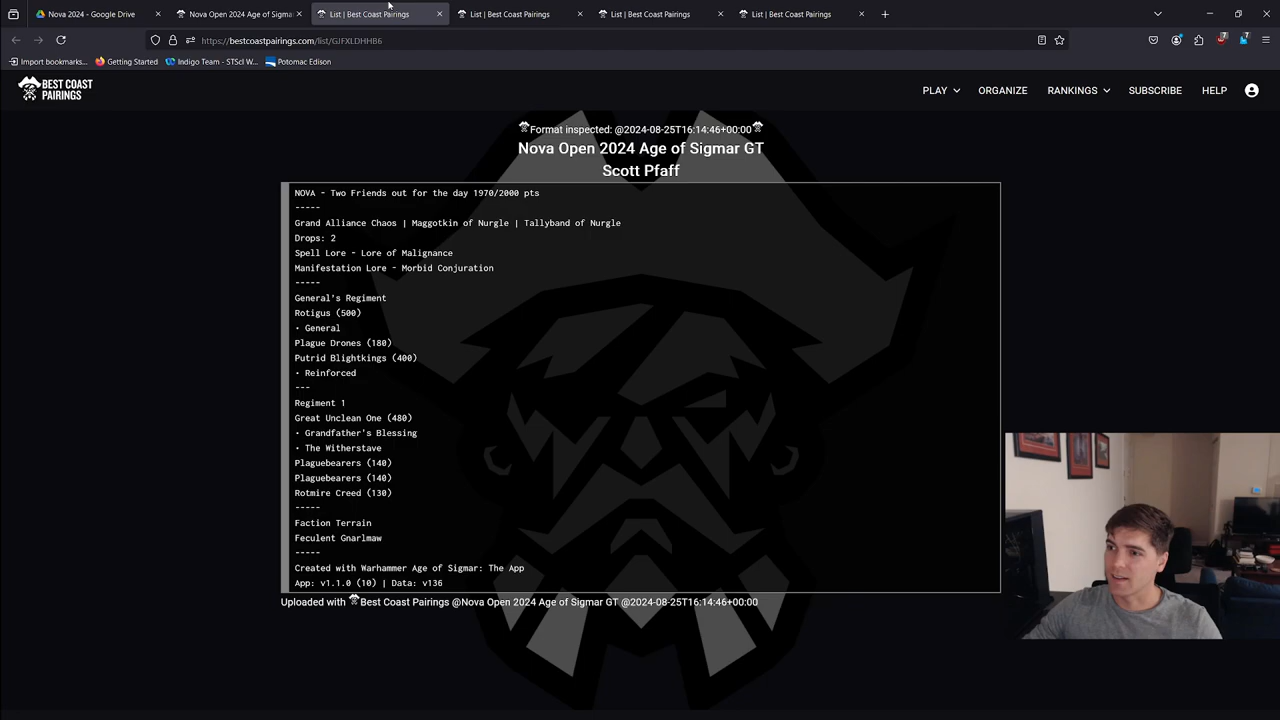 Nova 2024 - Google Drive
Nova Open 2024 Age of Sigma
List | Best Coast Pairings
List | Best Coast Pairings
List | Best Coast Pairings
List | Best Coast Pairings
https://bestcoastpairings.com/list/GIFXLDHHB6
7
7
Import bookmarks...
Getting Started
Indigo Team - STScI W...
Potomac Edison
BEST COAST
PAIRINGS
PLAY
ORGANIZE
RANKINGS
SUBSCRIBE
HELP
Format inspected: @2024-08-25T16:14:46+00:00
Nova Open 2024 Age of Sigmar GT
Scott Pfaff
NOVA - Two Friends out for the day 1970/2000 pts
-----
Grand Alliance Chaos | Maggotkin of Nurgle | Tallyband of Nurgle
Drops: 2
Spell Lore - Lore of Malignance
Manifestation Lore - Morbid Conjuration
-----
General's Regiment
Rotigus (500)
• General
Plague Drones (180)
Putrid Blightkings (400)
• Reinforced
---
Regiment 1
Great Unclean One (480)
• Grandfather's Blessing
• The Witherstave
Plaguebearers (140)
Plaguebearers (140)
Rotmire Creed (130)
-----
Faction Terrain
Feculent Gnarlmaw
-----
Created with Warhammer Age of Sigmar: The App
App: v1.1.0 (10) | Data: v136
Uploaded with Best Coast Pairings @Nova Open 2024 Age of Sigmar GT @2024-08-25T16:14:46+00:00